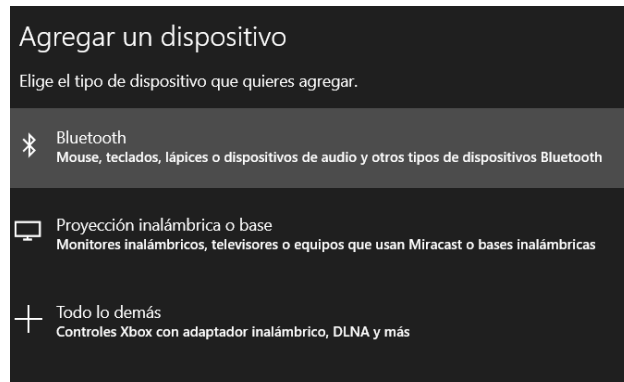 Agregar un dispositivo
Elige el tipo de dispositivo que quieres agregar.
Bluetooth
Mouse, teclados, lápices o dispositivos de audio y otros tipos de dispositivos Bluetooth
Proyección inalámbrica o base
Monitores inalámbricos, televisores o equipos que usan Miracast o bases inalámbricas
Todo lo demás
Controles Xbox con adaptador inalámbrico, DLNA y más